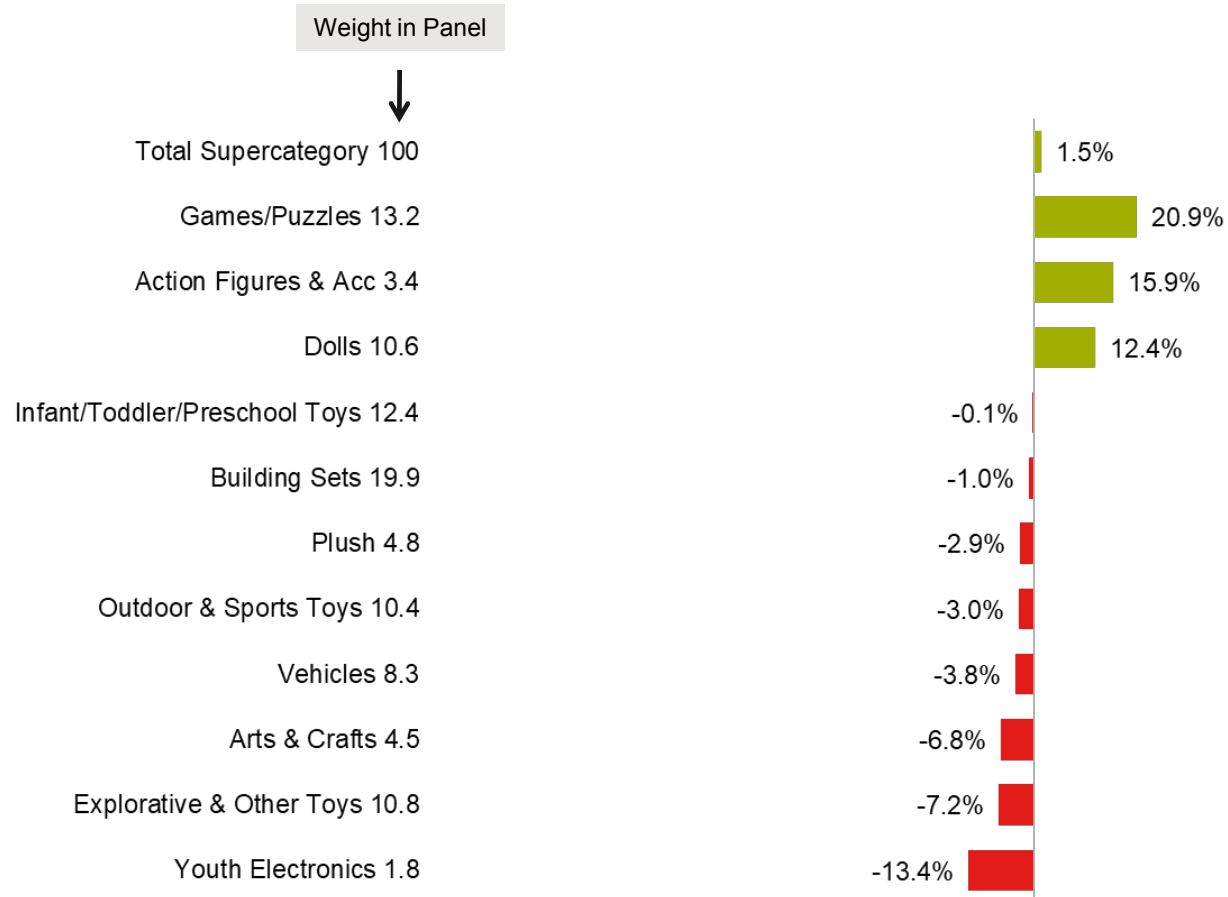 Weight in Panel
Total Supercategory 100 1.5%
Games/Puzzles 13.2 20.9%
Action Figures & Acc 3.4 15.9%
Dolls 10.6 12.4%
Infant/Toddler/Preschool Toys 12.4 -0.1%
Building Sets 19.9 -1.0%
Plush 4.8 -2.9%
Outdoor & Sports Toys 10.4 -3.0%
Vehicles 8.3 -3.8%
Arts & Crafts 4.5 -6.8%
Explorative & Other Toys 10.8 -7.2%
Youth Electronics 1.8 -13.4%